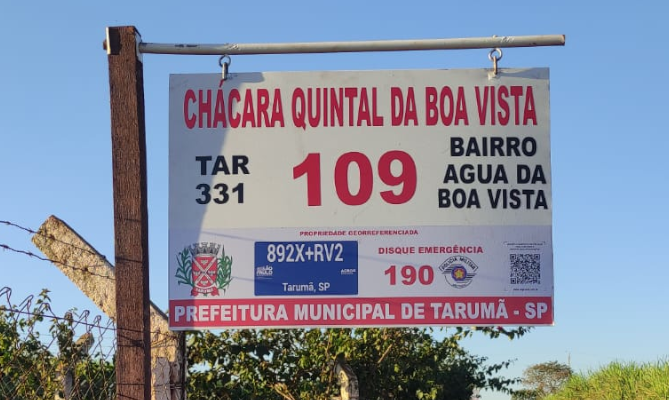 CHÁCARA QUINTAL DA BOA VISTA
TAR
331
109
BAIRRO
AGUA DA
BOA VISTA
PROPRIEDADE GEORREFERENCIADA
892X+RV2
Tarumã, SP
DISQUE EMERGÊNCIA
190
PREFEITURA MUNICIPAL DE TARUMÃ - SP